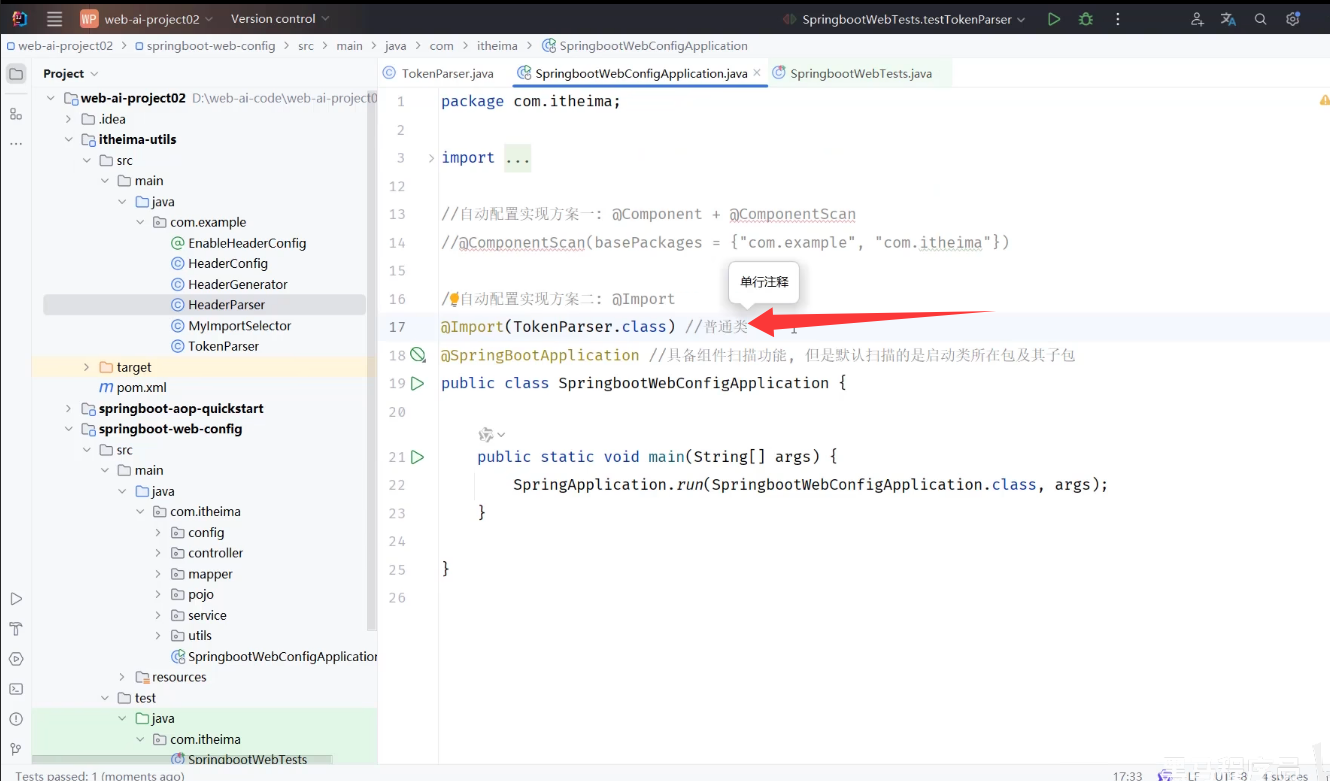 WP web-ai-project02 Version control SpringbootWebTests.testTokenParser
web-ai-project02 springboot-web-config src main java com itheima SpringbootWebConfigApplication
Project
TokenParser.java SpringbootWebConfigApplication.java SpringbootWebTests.java
web-ai-project02 D:\web-ai-code\web-ai-project0
.idea
itheima-utils
src
main
java
com.example
EnableHeaderConfig
HeaderConfig
HeaderGenerator
HeaderParser
MyImportSelector
TokenParser
target
pom.xml
springboot-aop-quickstart
springboot-web-config
src
main
java
com.itheima
config
controller
mapper
pojo
service
utils
SpringbootWebConfigApplication
resources
test
java
com.itheima
SpringbootWebTests
1 package com.itheima;
2
3 import ...
12
13 //自动配置实现方案一: @Component + @ComponentScan
14 //@ComponentScan(basePackages = {"com.example", "com.itheima"})
15
单行注释
16 /自动配置实现方案二: @Import
17 @Import(TokenParser.class) //普通类
18 @SpringBootApplication //具备组件扫描功能, 但是默认扫描的是启动类所在包及其子包
19 public class SpringbootWebConfigApplication {
20
21 public static void main(String[] args) {
22 SpringApplication.run(SpringbootWebConfigApplication.class, args);
23 }
24
25 }
26
Tests passed: 1 (moments ago)
17:33 LF UTF-8 4 spaces